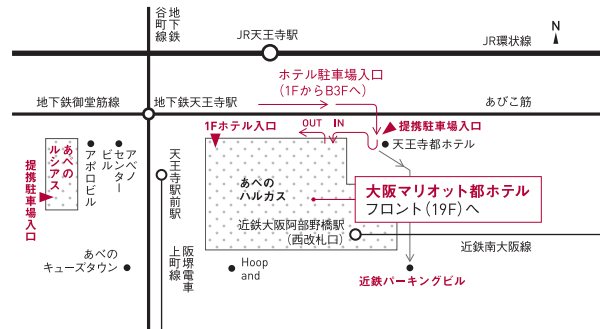 地下鉄
谷町線
JR天王寺駅
N
JR環状線
ホテル駐車場入口
(1FからB3Fへ)
地下鉄御堂筋線
地下鉄天王寺駅
あびこ筋
OUT IN
1Fホテル入口
提携駐車場入口
天王寺都ホテル
あべの
ルシアス
提携駐車場入口
アポロビル
アベノ
センター
ビル
天王寺駅前駅
あべの
ハルカス
大阪マリオット都ホテル
フロント(19F)へ
近鉄大阪阿部野橋駅
(西改札口)
近鉄南大阪線
あべの
キューズタウン
阪堺電車
上町線
Hoop
and
近鉄パーキングビル